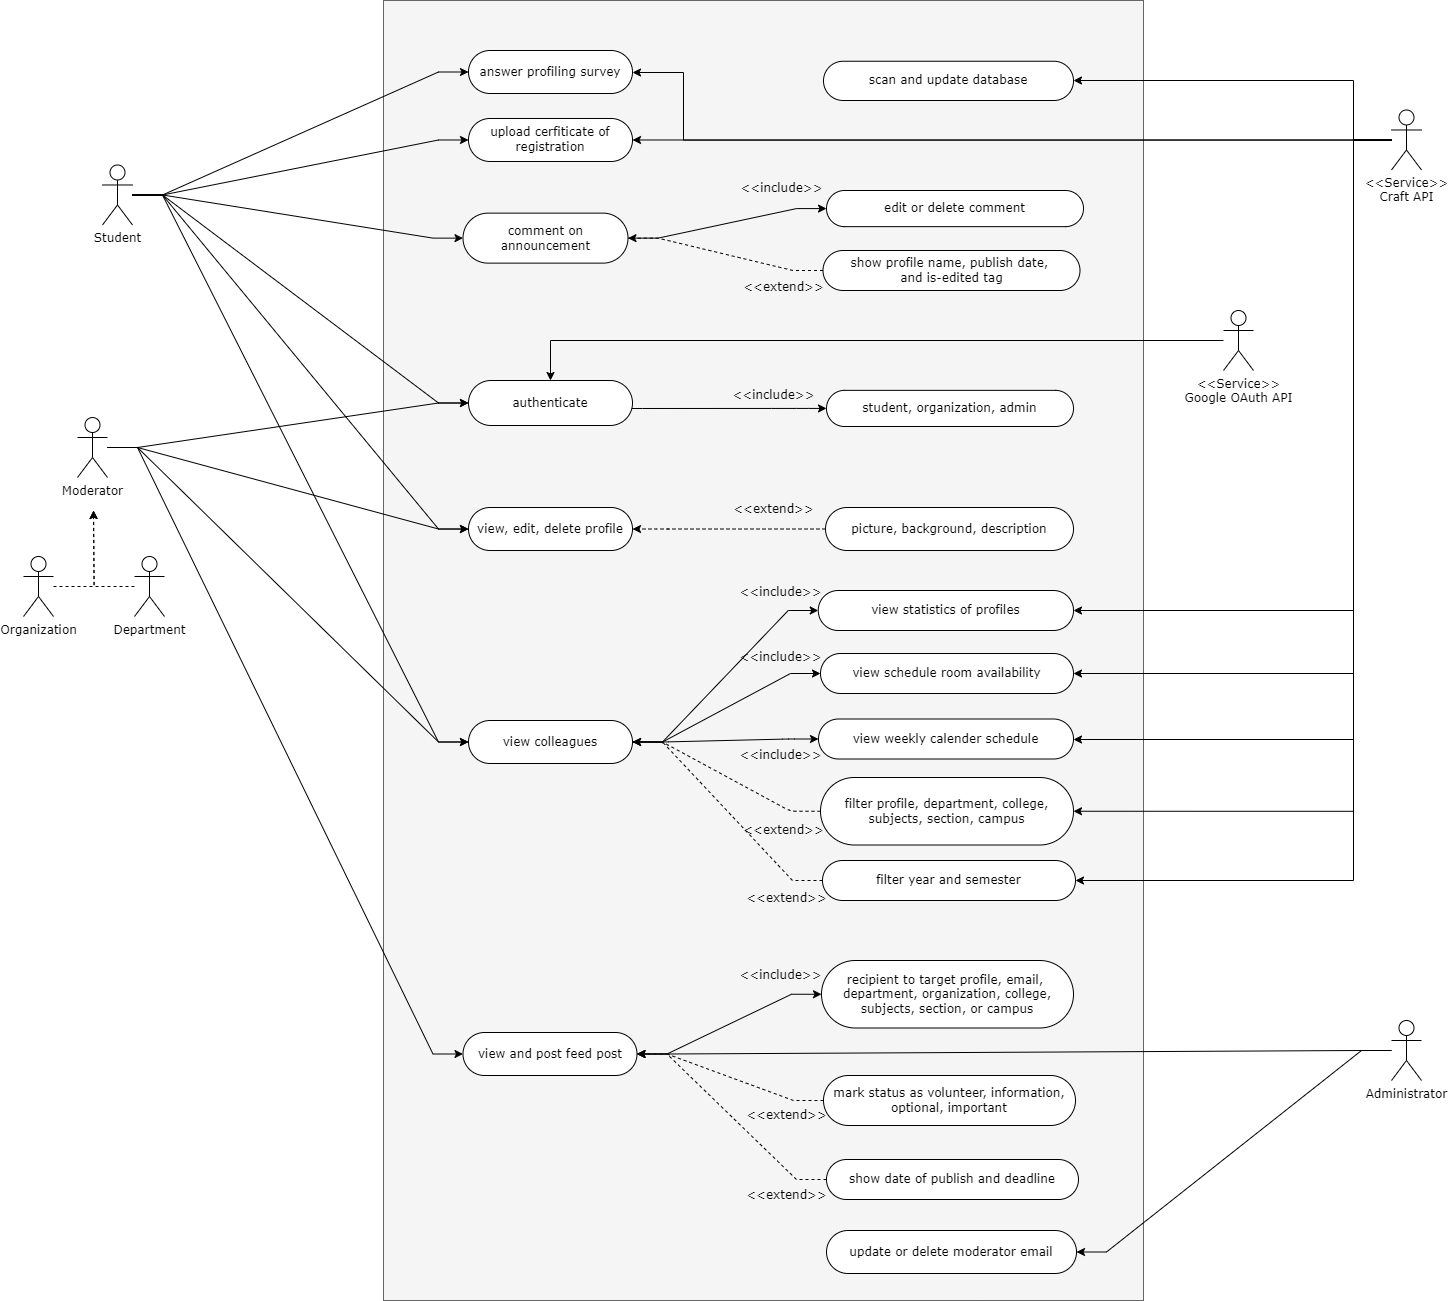 answer profiling survey
scan and update database
upload cerfiticate of
registration
<<Service>>
Craft API
Student
<<include>>
edit or delete comment
comment on
announcement
show profile name, publish date,
and is-edited tag
<<extend>>
<<Service>>
Google OAuth API
authenticate
<<include>>
student, organization, admin
Moderator
<<extend>>
view, edit, delete profile
picture, background, description
Organization
Department
<<include>>
view statistics of profiles
<<include>>
view schedule room availability
view colleagues
view weekly calender schedule
<<include>>
filter profile, department, college,
subjects, section, campus
<<extend>>
filter year and semester
<<extend>>
<<include>>
recipient to target profile, email,
department, organization, college,
subjects, section, or campus
view and post feed post
Administrator
mark status as volunteer, information,
optional, important
<<extend>>
show date of publish and deadline
<<extend>>
update or delete moderator email